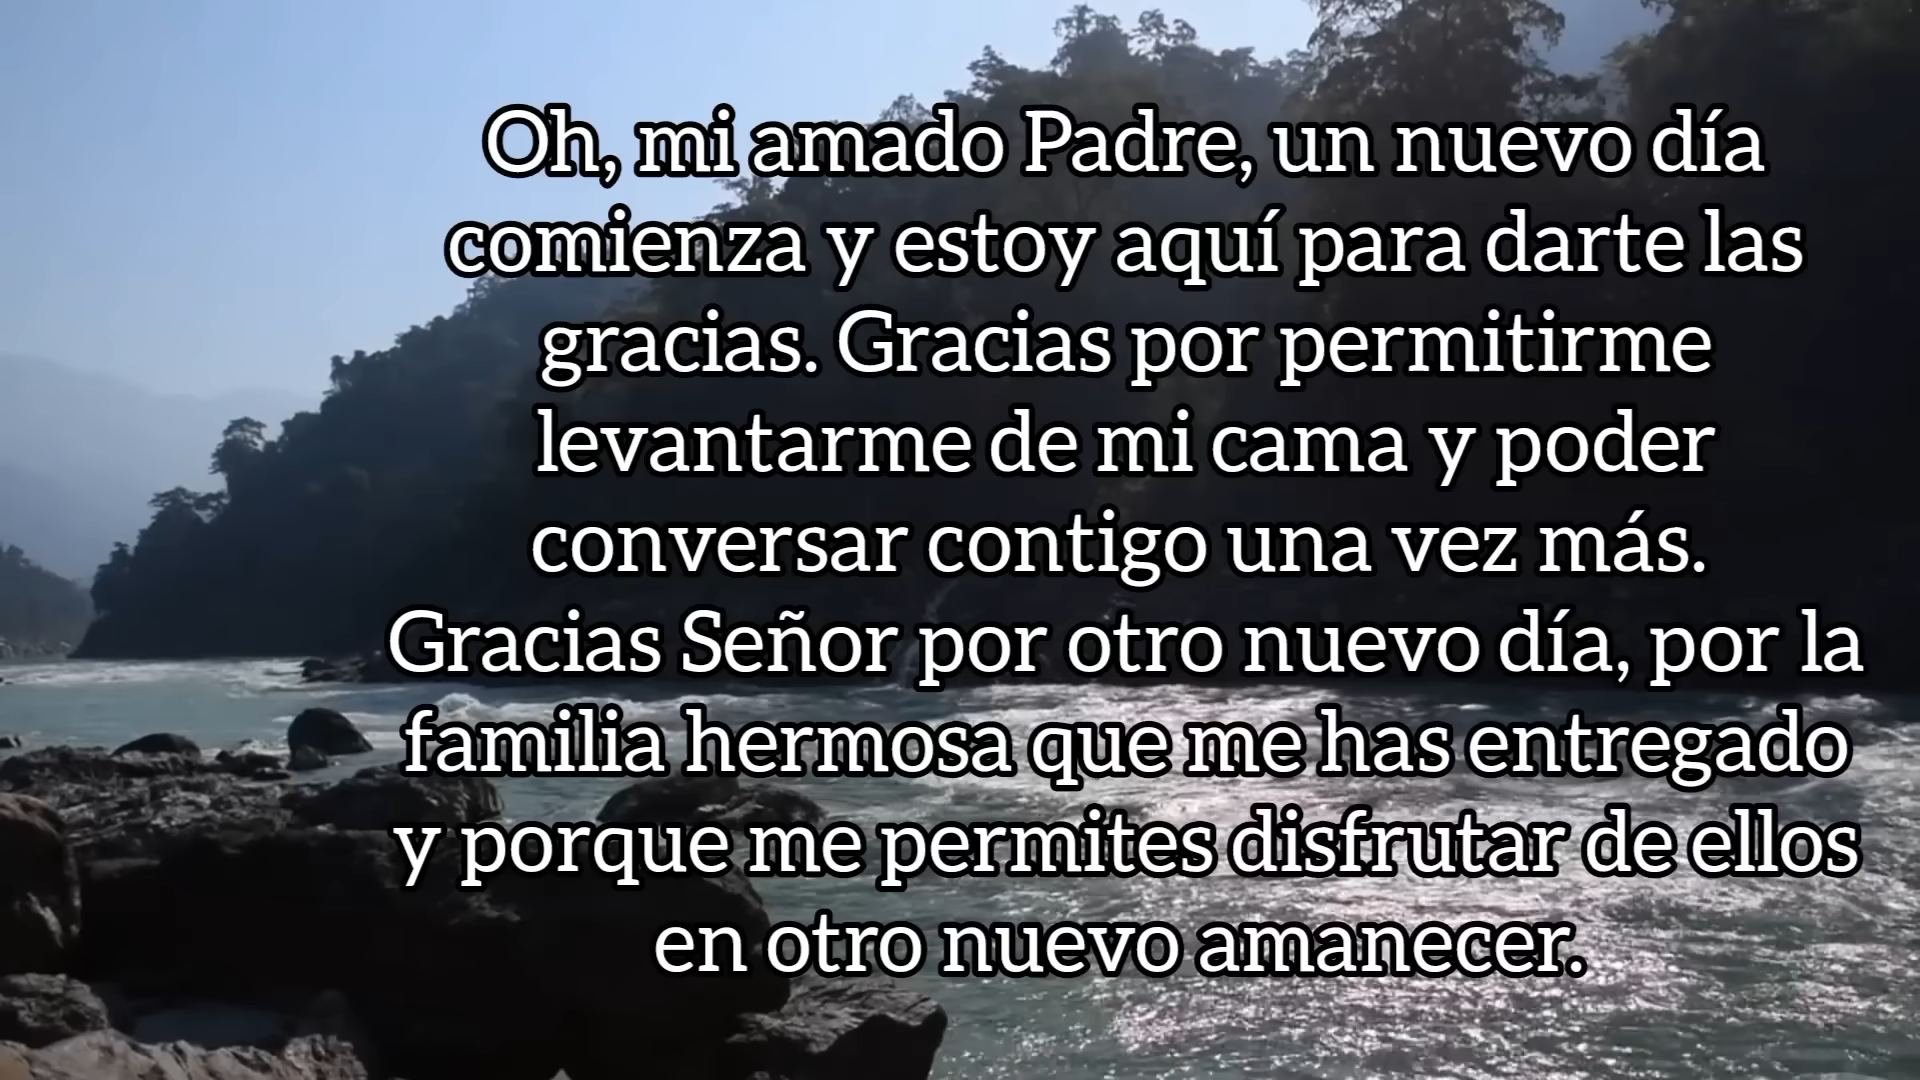 Oh, mi amado Padre, un nuevo día
comienza y estoy aquí para darte las
gracias. Gracias por permitirme
levantarme de mi cama y poder
conversar contigo una vez más.
Gracias Señor por otro nuevo día, por la
familia hermosa que me has entregado
y porque me permites disfrutar de ellos
en otro nuevo amanecer.